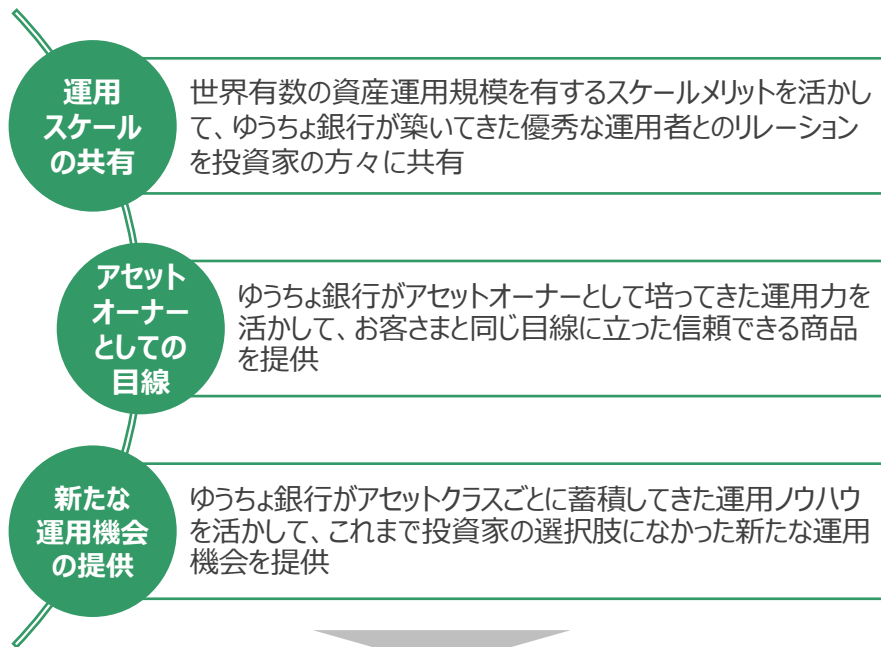 運用
スケール
の共有
世界有数の資産運用規模を有するスケールメリットを活かし
て、ゆうちょ銀行が築いてきた優秀な運用者とのリレーション
を投資家の方々に共有
アセット
オーナー
としての
目線
ゆうちょ銀行がアセットオーナーとして培ってきた運用力を
活かして、お客さまと同じ目線に立った信頼できる商品
を提供
新たな
運用機会
の提供
ゆうちょ銀行がアセットクラスごとに蓄積してきた運用ノウハウ
を活かして、これまで投資家の選択肢になかった新たな運用
機会を提供